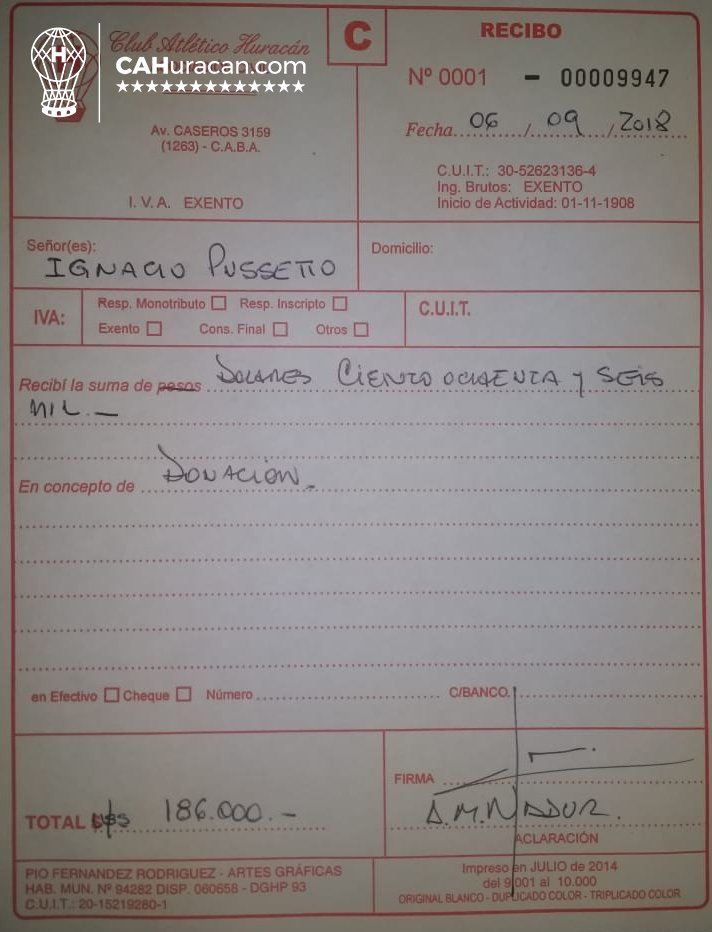 Club Atlético Huracán
CAHuracan.com
Av. CASEROS 3159
(1263) - C.A.B.A.
I. V. A. EXENTO
C
RECIBO
Nº 0001 - 00009947
Fecha 06 / 09 / 2018
C.U.I.T.: 30-52623136-4
Ing. Brutos: EXENTO
Inicio de Actividad: 01-11-1908
Señor(es):
IGNACIO PUSSETTO
Domicilio:
IVA:
Resp. Monotributo Resp. Inscripto
Exento Cons. Final Otros
C.U.I.T.
Recibí la suma de pesos DOLARES CIENTO OCHENTA Y SEIS
MIL.—
En concepto de DONACIÓN.-
en Efectivo Cheque Número C/BANCO.
TOTAL U$S 186.000.-
FIRMA
A.M.NADUR.
ACLARACIÓN
PIO FERNANDEZ RODRIGUEZ - ARTES GRÁFICAS
HAB. MUN. Nº 94282 DISP. 060658 - DGHP 93
C.U.I.T.: 20-15219280-1
Impreso en JULIO de 2014
del 9.001 al 10.000
ORIGINAL BLANCO - DUPLICADO COLOR - TRIPLICADO COLOR